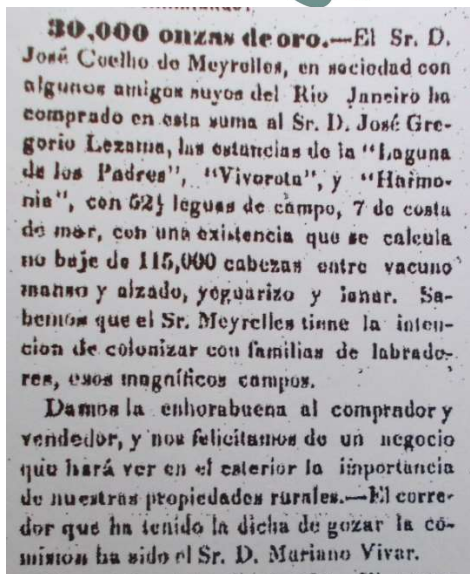 30,000 onzas de oro.—El Sr. D.
José Coelho de Meyrelles, en sociedad con
algunos amigos suyos del Rio Janeiro ha
comprado en esta suma al Sr. D. José Gre-
gorio Lezama, las estancias de la "Laguna
de los Padres", "Vivorota", y "Harmo-
nia", con 52½ leguas de campo, 7 de costa
de mar, con una existencia que se calcula
no baje de 115,000 cabezas entre vacuno
manso y alzado, yeguarizo y lanar. Sa-
bemos que el Sr. Meyrelles tiene la inten-
cion de colonizar con familias de labrado-
res, esos magníficos campos.
Damos la enhorabuena al comprador y
vendedor, y nos felicitamos de un negocio
que hará ver en el esterior la importancia
de nuestras propiedades rurales.—El corre-
dor que ha tenido la dicha de gozar la co-
mision ha sido el Sr. D. Mariano Vivar.